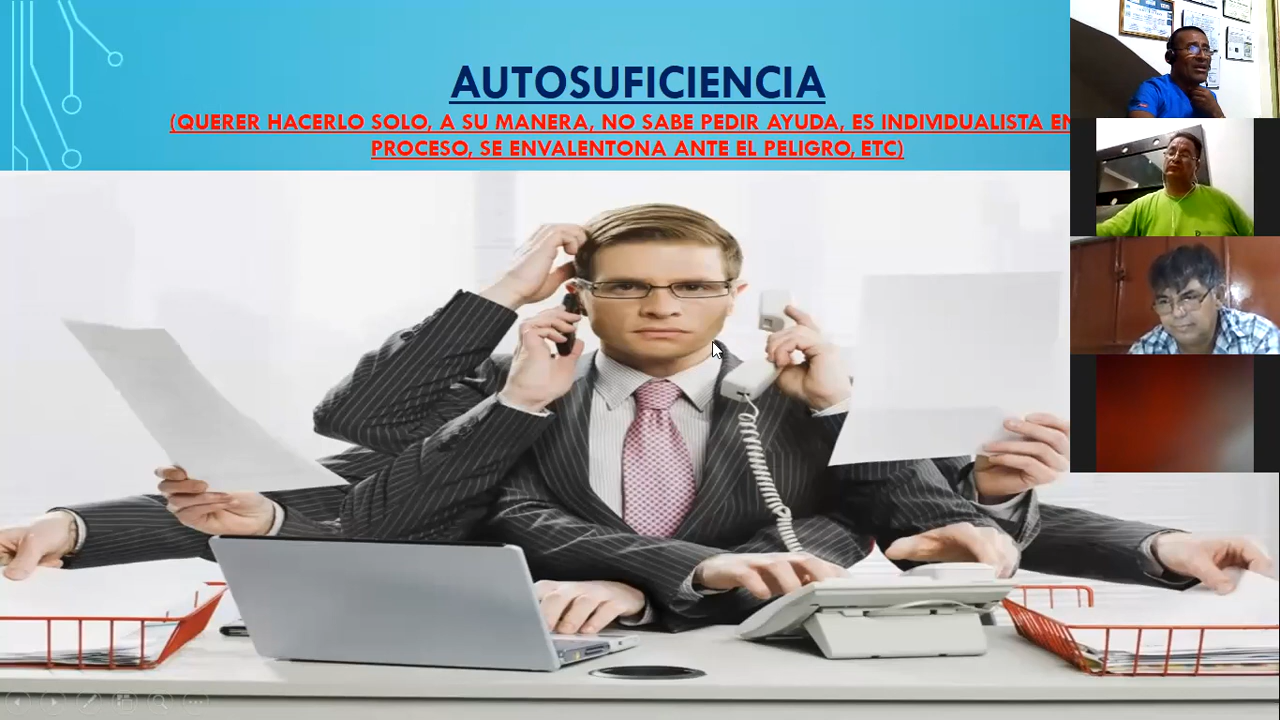 AUTOSUFICIENCIA
(QUERER HACERLO SOLO, A SU MANERA, NO SABE PEDIR AYUDA, ES INDIVIDUALISTA EN
PROCESO, SE ENVALENTONA ANTE EL PELIGRO, ETC)